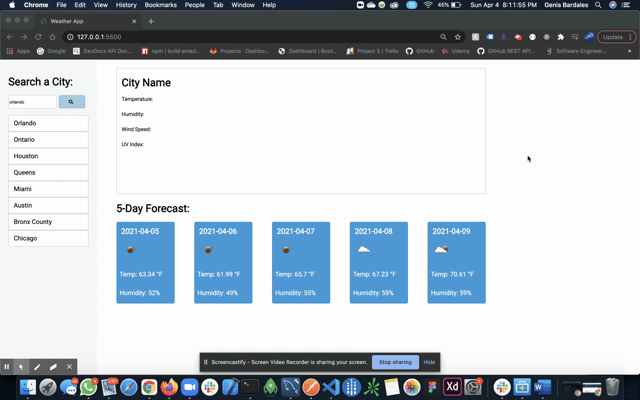 Chrome File Edit View History Bookmarks People Tab Window Help 45% Sun Apr 4 8:11:55 PM Genis Bardales
Weather App
127.0.0.1:5500 Update
Apps Google DevDocs API Doc... npm | build amazi... Projects · Dashbo... Dashboard | Boot... Project 3 | Trello GitHub Udemy GitHub REST API... Software Engineer...
Search a City:
orlando
Orlando
Ontario
Houston
Queens
Miami
Austin
Bronx County
Chicago
City Name
Temperature:
Humidity:
Wind Speed:
UV Index:
5-Day Forecast:
2021-04-05 2021-04-06 2021-04-07 2021-04-08 2021-04-09
Temp: 63.34 °F Temp: 61.99 °F Temp: 65.7 °F Temp: 67.23 °F Temp: 70.61 °F
Humidity: 52% Humidity: 49% Humidity: 55% Humidity: 59% Humidity: 59%
Screencastify - Screen Video Recorder is sharing your screen. Stop sharing Hide
Xd